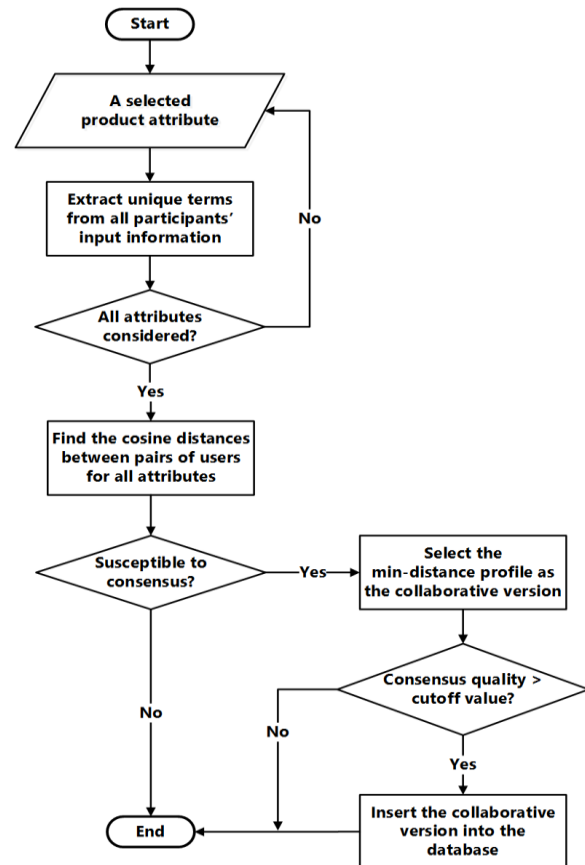 Start
A selected
product attribute
Extract unique terms
from all participants’
input information
No
All attributes
considered?
Yes
Find the cosine distances
between pairs of users
for all attributes
Susceptible to
consensus?
Yes
Select the
min-distance profile as
the collaborative version
Consensus quality >
cutoff value?
No
No
Yes
Insert the collaborative
version into the
database
End